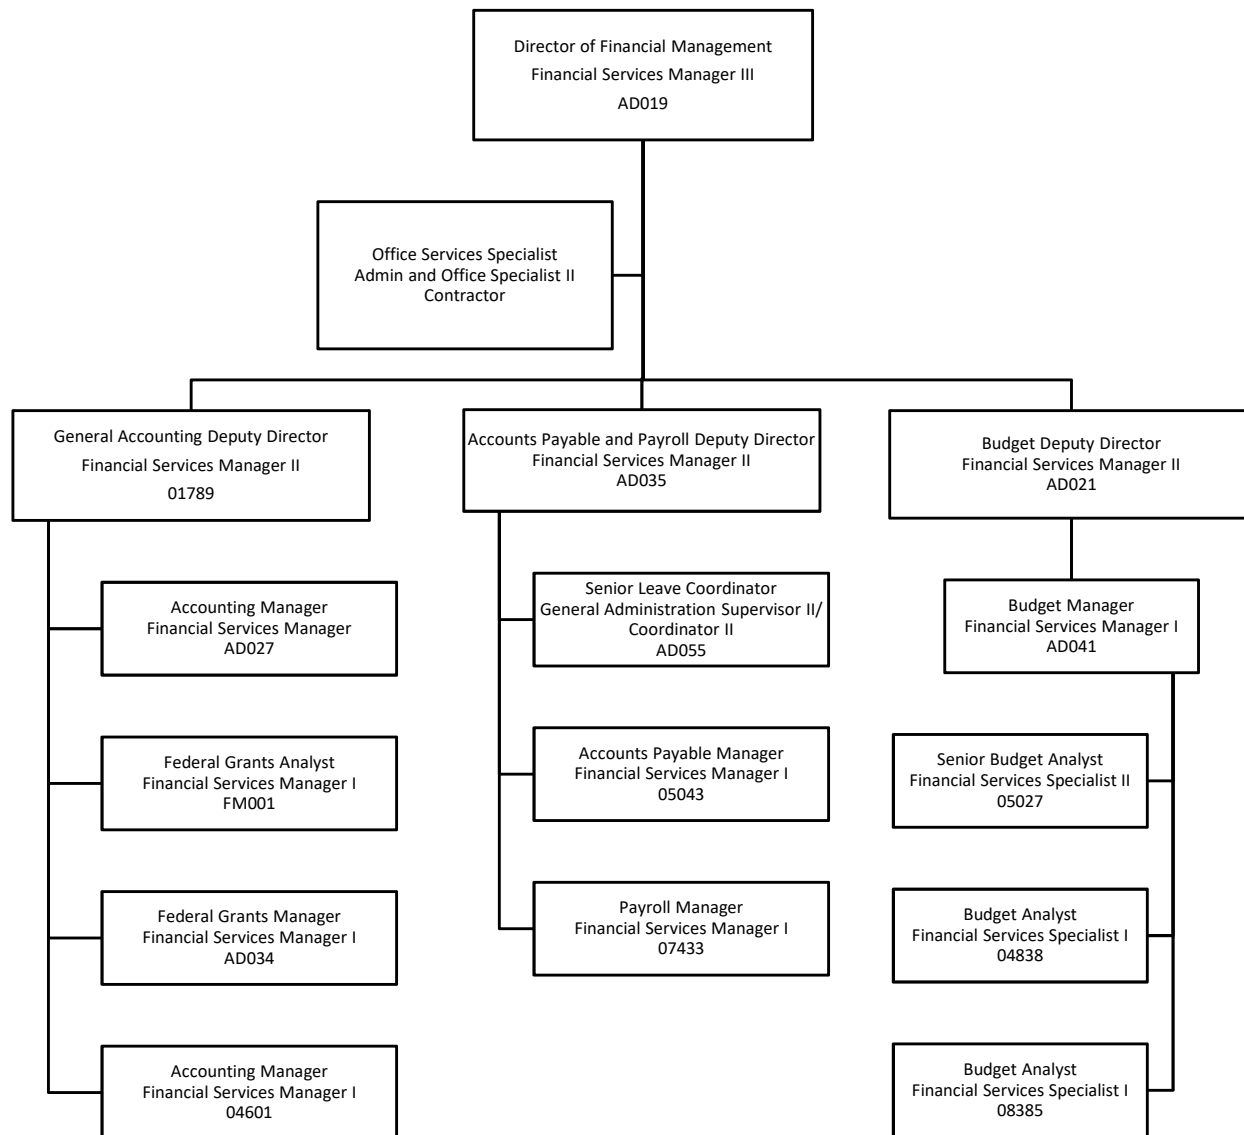 Director of Financial Management
Financial Services Manager III
AD019
Office Services Specialist
Admin and Office Specialist II
Contractor
General Accounting Deputy Director
Financial Services Manager II
01789
Accounts Payable and Payroll Deputy Director
Financial Services Manager II
AD035
Budget Deputy Director
Financial Services Manager II
AD021
Accounting Manager
Financial Services Manager
AD027
Federal Grants Analyst
Financial Services Manager I
FM001
Federal Grants Manager
Financial Services Manager I
AD034
Accounting Manager
Financial Services Manager I
04601
Senior Leave Coordinator
General Administration Supervisor II/
Coordinator II
AD055
Accounts Payable Manager
Financial Services Manager I
05043
Payroll Manager
Financial Services Manager I
07433
Budget Manager
Financial Services Manager I
AD041
Senior Budget Analyst
Financial Services Specialist II
05027
Budget Analyst
Financial Services Specialist I
04838
Budget Analyst
Financial Services Specialist I
08385